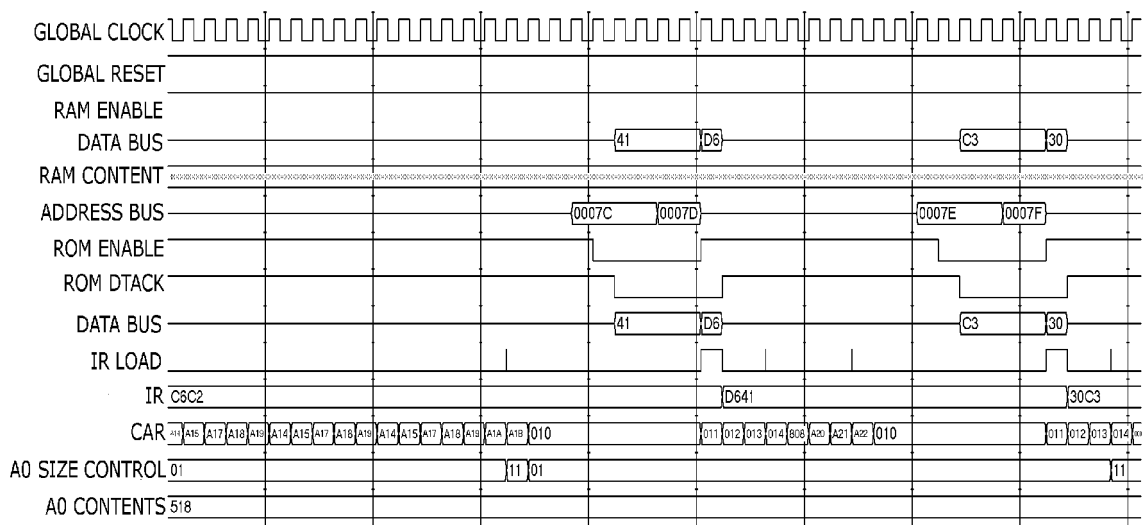 GLOBAL CLOCK
GLOBAL RESET
RAM ENABLE
DATA BUS 41 D6 C3 30
RAM CONTENT
ADDRESS BUS 0007C 0007D 0007E 0007F
ROM ENABLE
ROM DTACK
DATA BUS 41 D6 C3 30
IR LOAD
IR C6C2 D641 30C3
CAR A14 A15 A17 A18 A19 A14 A15 A17 A18 A19 A14 A15 A17 A18 A19 A1A A1B 010 011 012 013 014 808 A20 A21 A22 010 011 012 013 014
A0 SIZE CONTROL 01 11 01 11
A0 CONTENTS 518